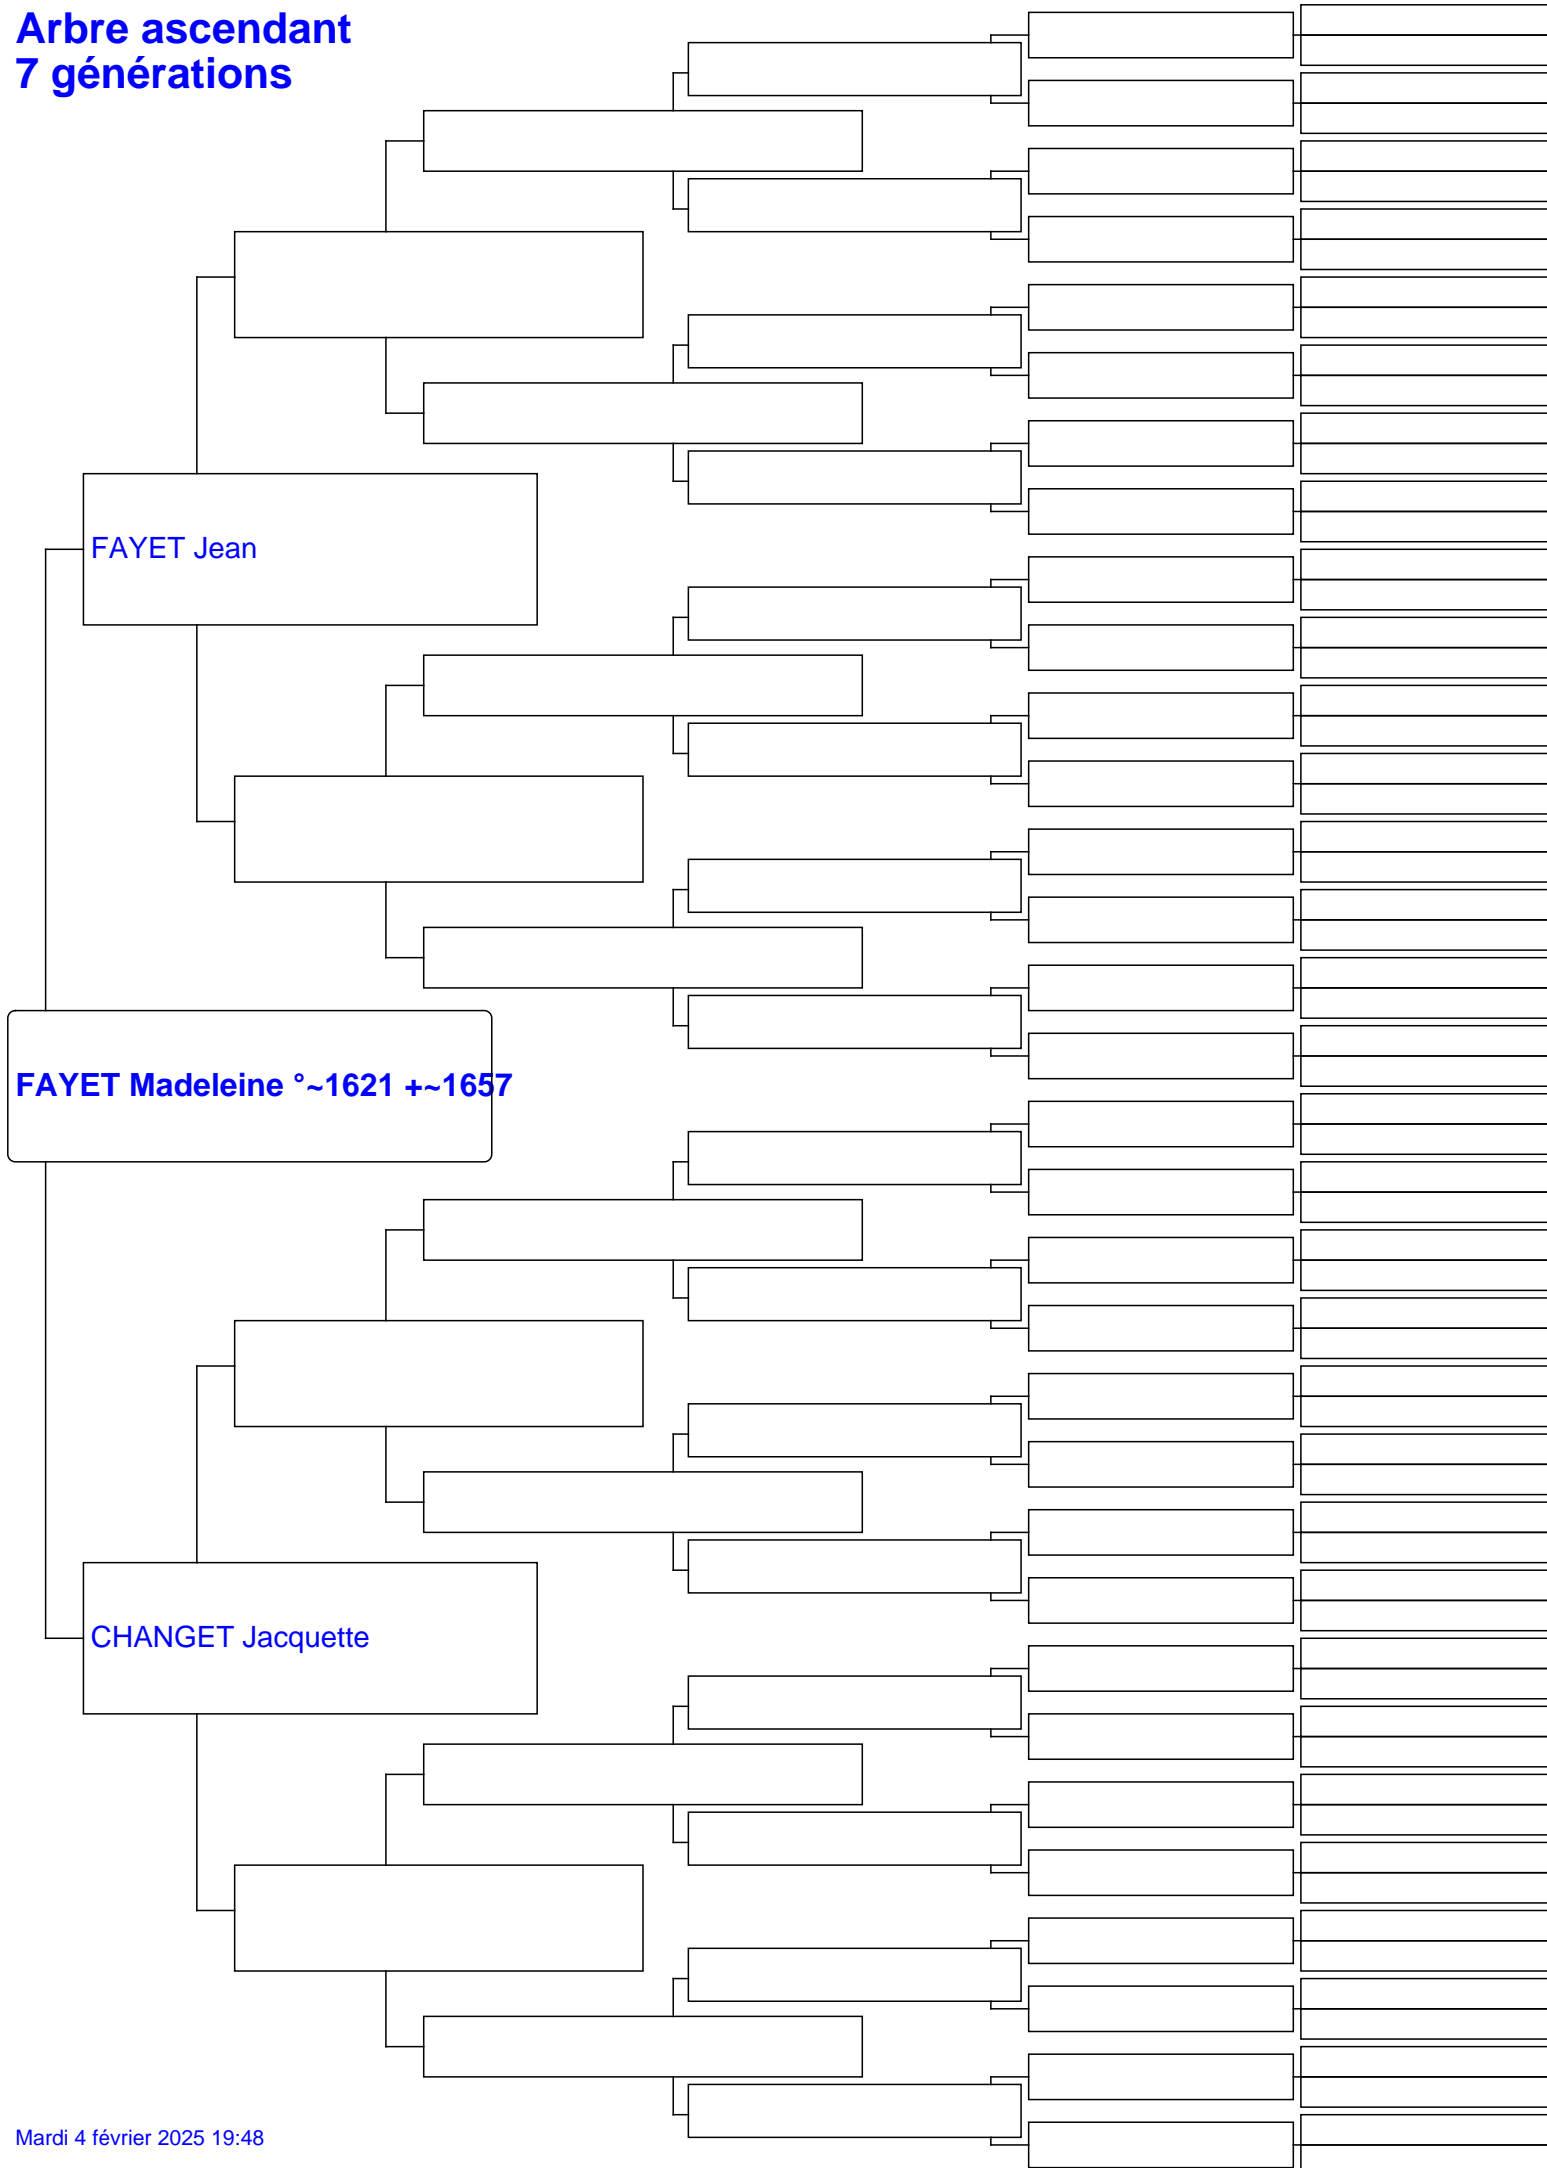 Arbre ascendant
7 générations
FAYET Jean
FAYET Madeleine °~1621 +~1657
CHANGET Jacquette
Mardi 4 février 2025 19:48